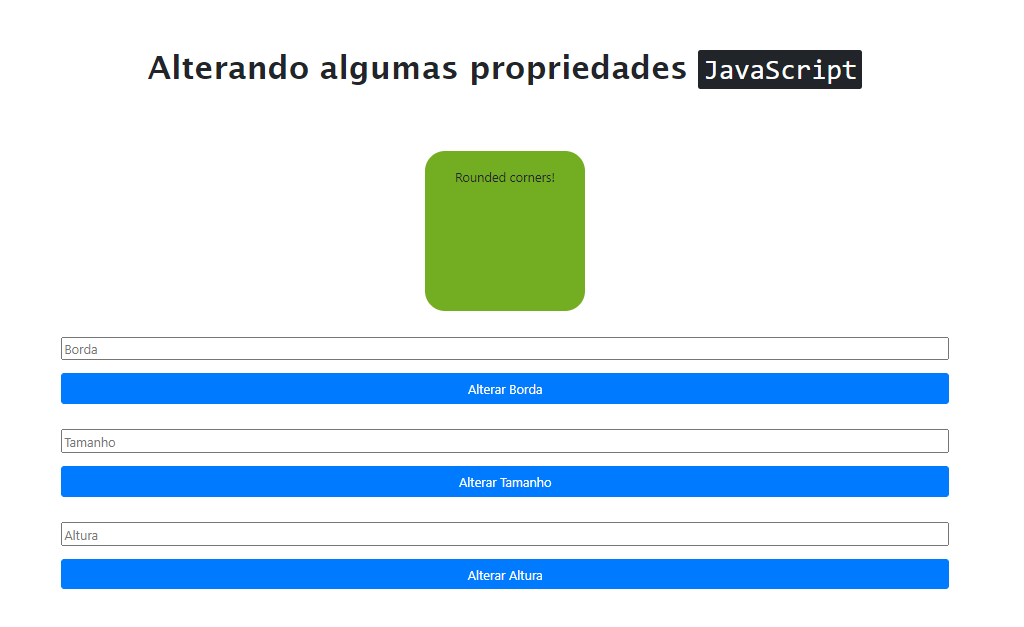 Alterando algumas propriedades JavaScript
Rounded corners!
Borda
Alterar Borda
Tamanho
Alterar Tamanho
Altura
Alterar Altura